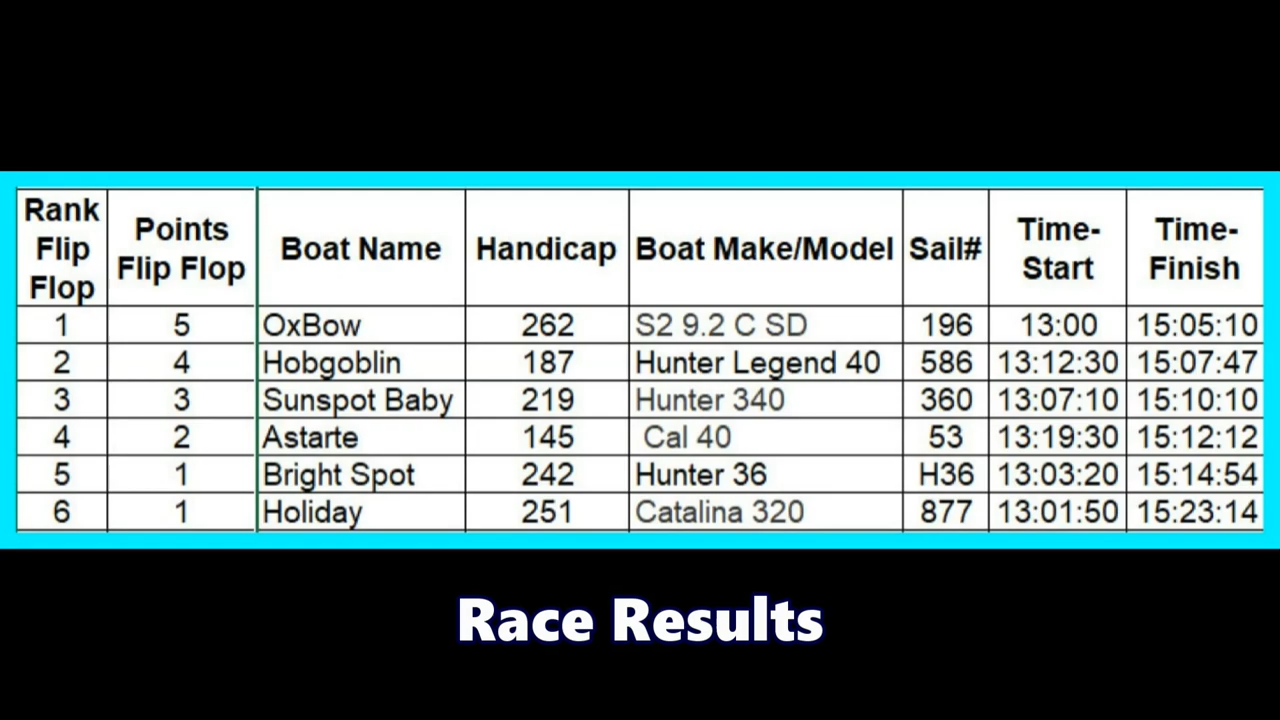 Rank Flip Flop Points Flip Flop Boat Name Handicap Boat Make/Model Sail# Time-Start Time-Finish
1 5 OxBow 262 S2 9.2 C SD 196 13:00 15:05:10
2 4 Hobgoblin 187 Hunter Legend 40 586 13:12:30 15:07:47
3 3 Sunspot Baby 219 Hunter 340 360 13:07:10 15:10:10
4 2 Astarte 145 Cal 40 53 13:19:30 15:12:12
5 1 Bright Spot 242 Hunter 36 H36 13:03:20 15:14:54
6 1 Holiday 251 Catalina 320 877 13:01:50 15:23:14
Race Results